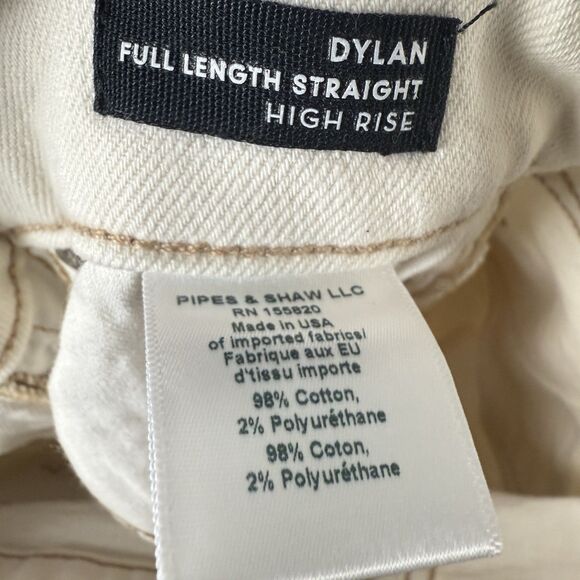 DYLAN
FULL LENGTH STRAIGHT
HIGH RISE
PIPES & SHAW LLC
RN 155820
Made in USA
of imported fabrics/
Fabrique aux EU
d'tissu importe
98% Cotton,
2% Polyuréthane
98% Coton,
2% Polyuréthane